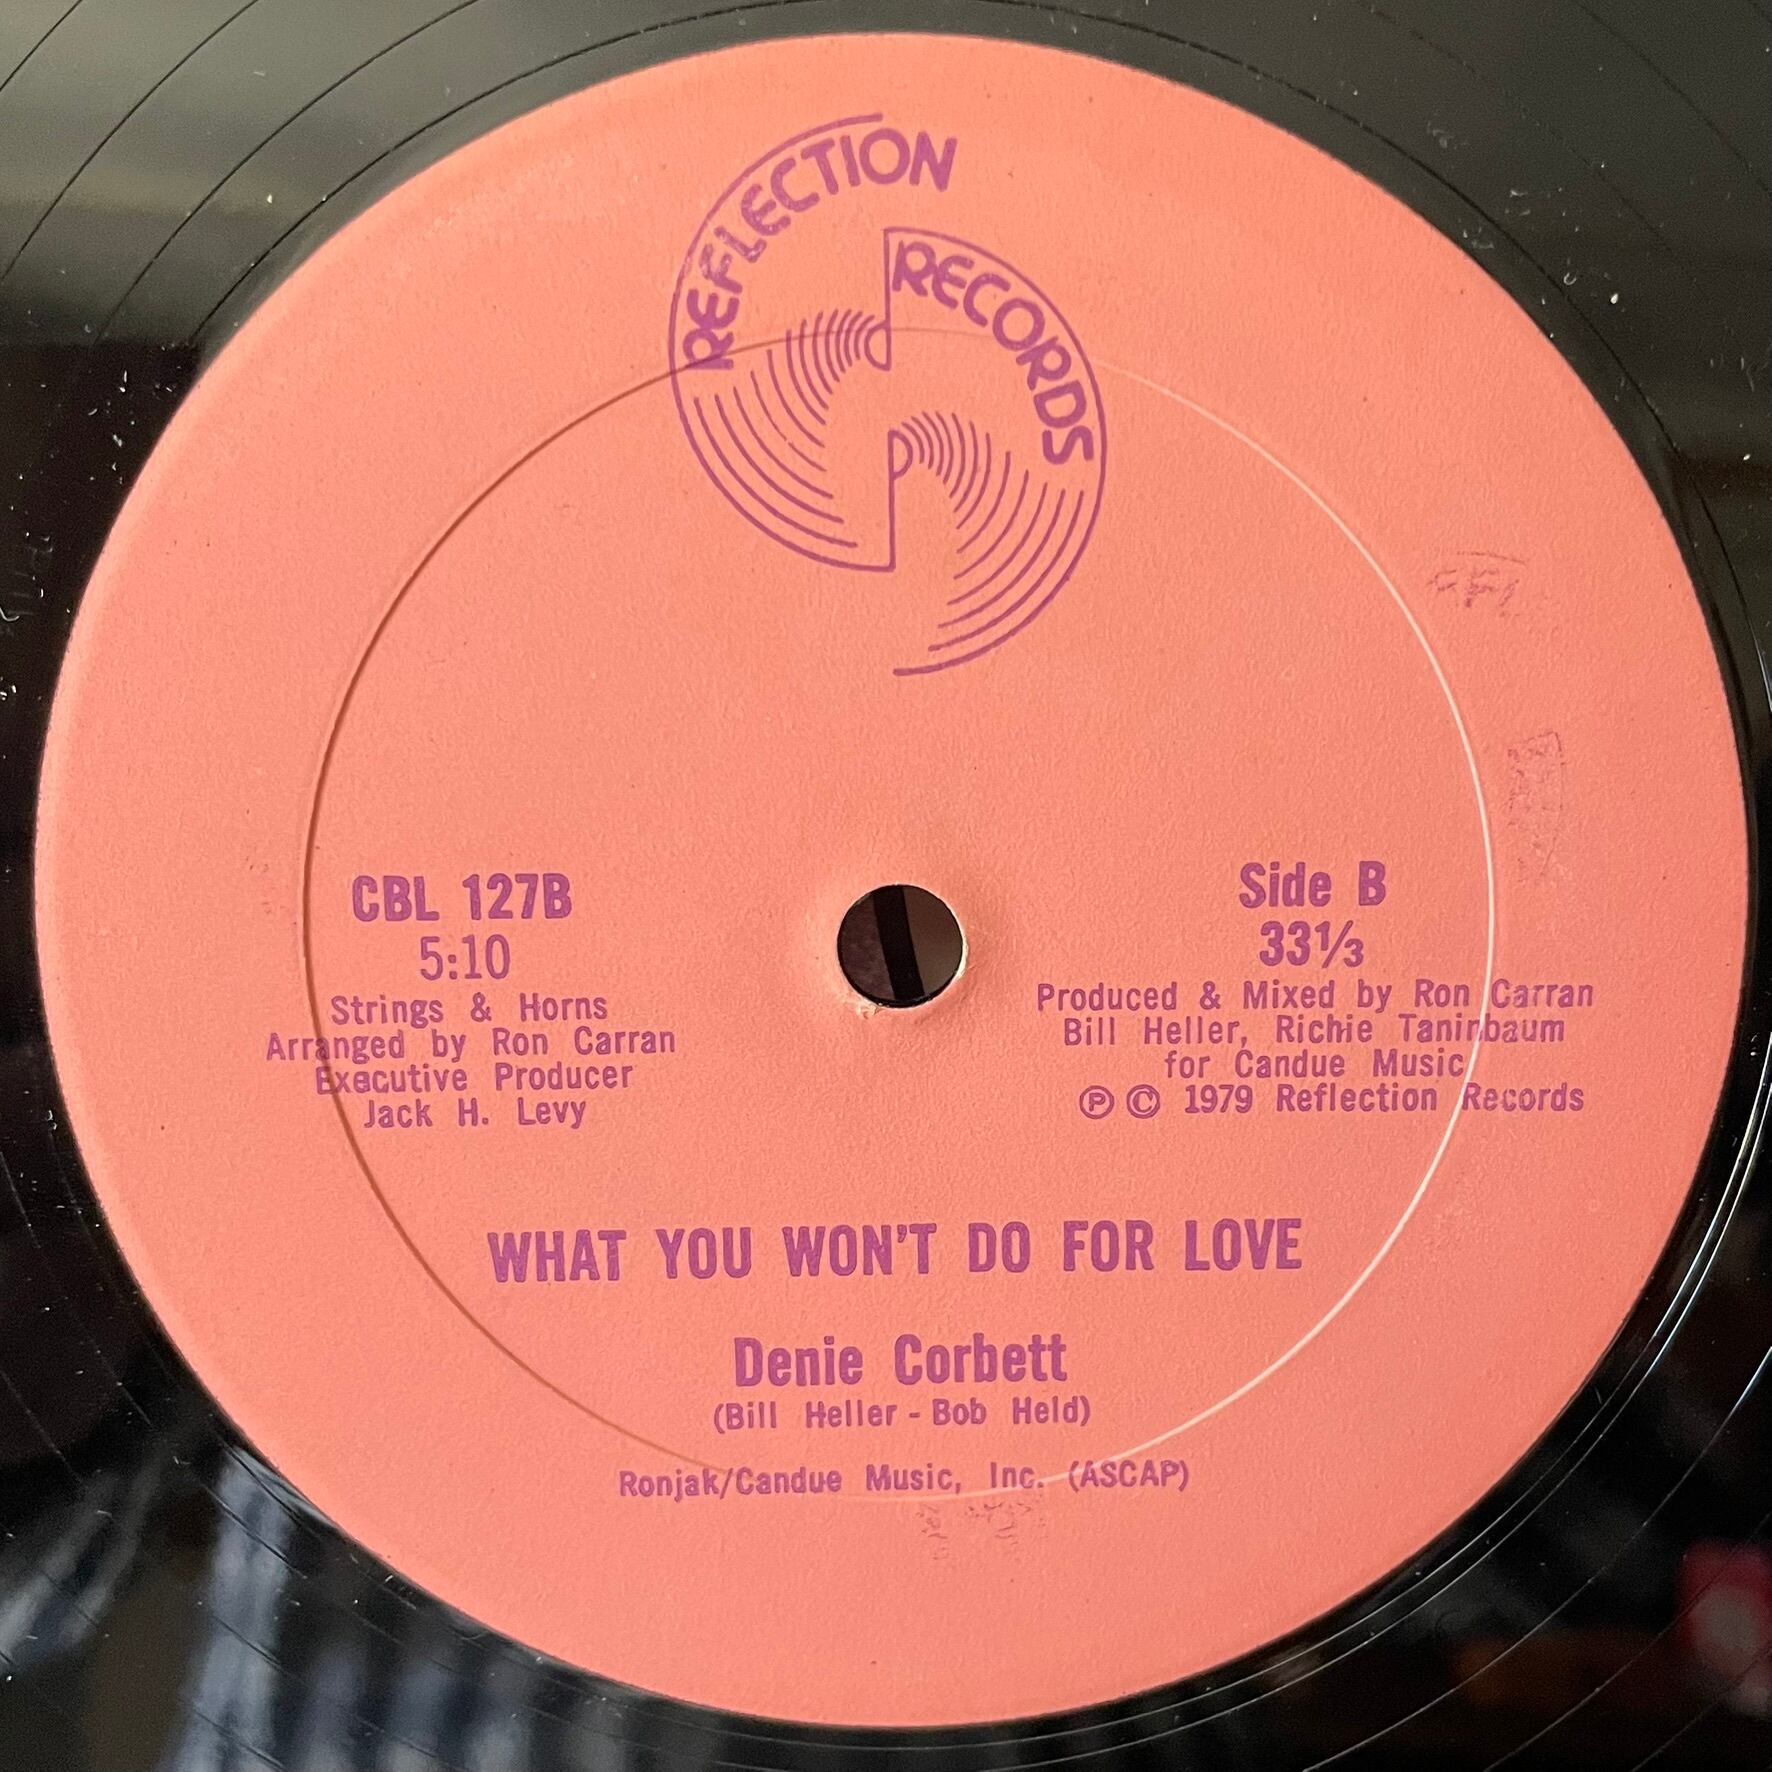 REFLECTION
RECORDS
CBL 127B
5:10
Strings & Horns
Arranged by Ron Carran
Executive Producer
Jack H. Levy
Side B
33⅓
Produced & Mixed by Ron Carran
Bill Heller, Richie Taninbaum
for Candue Music
Ⓟ © 1979 Reflection Records
WHAT YOU WON'T DO FOR LOVE
Denie Corbett
(Bill Heller - Bob Held)
Ronjak/Candue Music, Inc. (ASCAP)